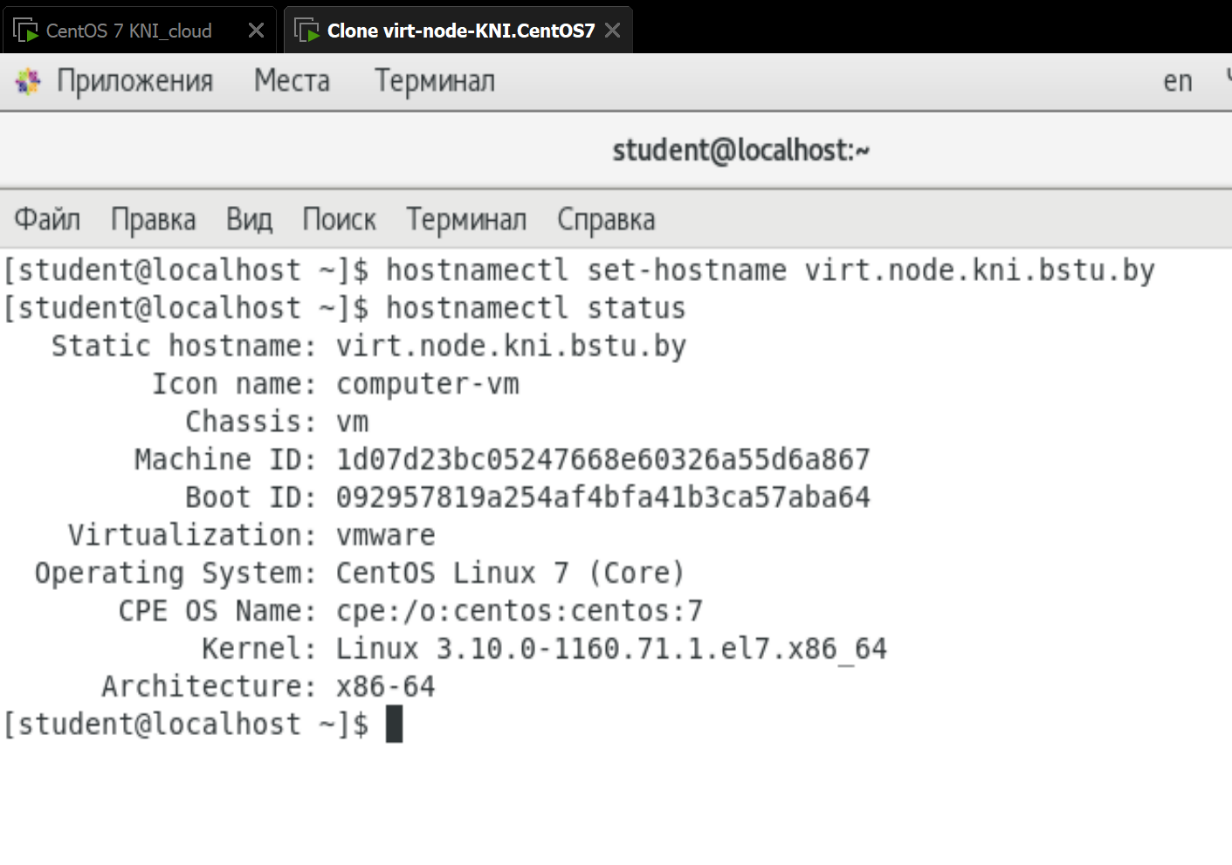 CentOS 7 KNI_cloud
Clone virt-node-KNI.CentOS7
Приложения Места Терминал en
student@localhost:~
Файл Правка Вид Поиск Терминал Справка
[student@localhost ~]$ hostnamectl set-hostname virt.node.kni.bstu.by
[student@localhost ~]$ hostnamectl status
Static hostname: virt.node.kni.bstu.by
Icon name: computer-vm
Chassis: vm
Machine ID: 1d07d23bc05247668e60326a55d6a867
Boot ID: 092957819a254af4bfa41b3ca57aba64
Virtualization: vmware
Operating System: CentOS Linux 7 (Core)
CPE OS Name: cpe:/o:centos:centos:7
Kernel: Linux 3.10.0-1160.71.1.el7.x86_64
Architecture: x86-64
[student@localhost ~]$